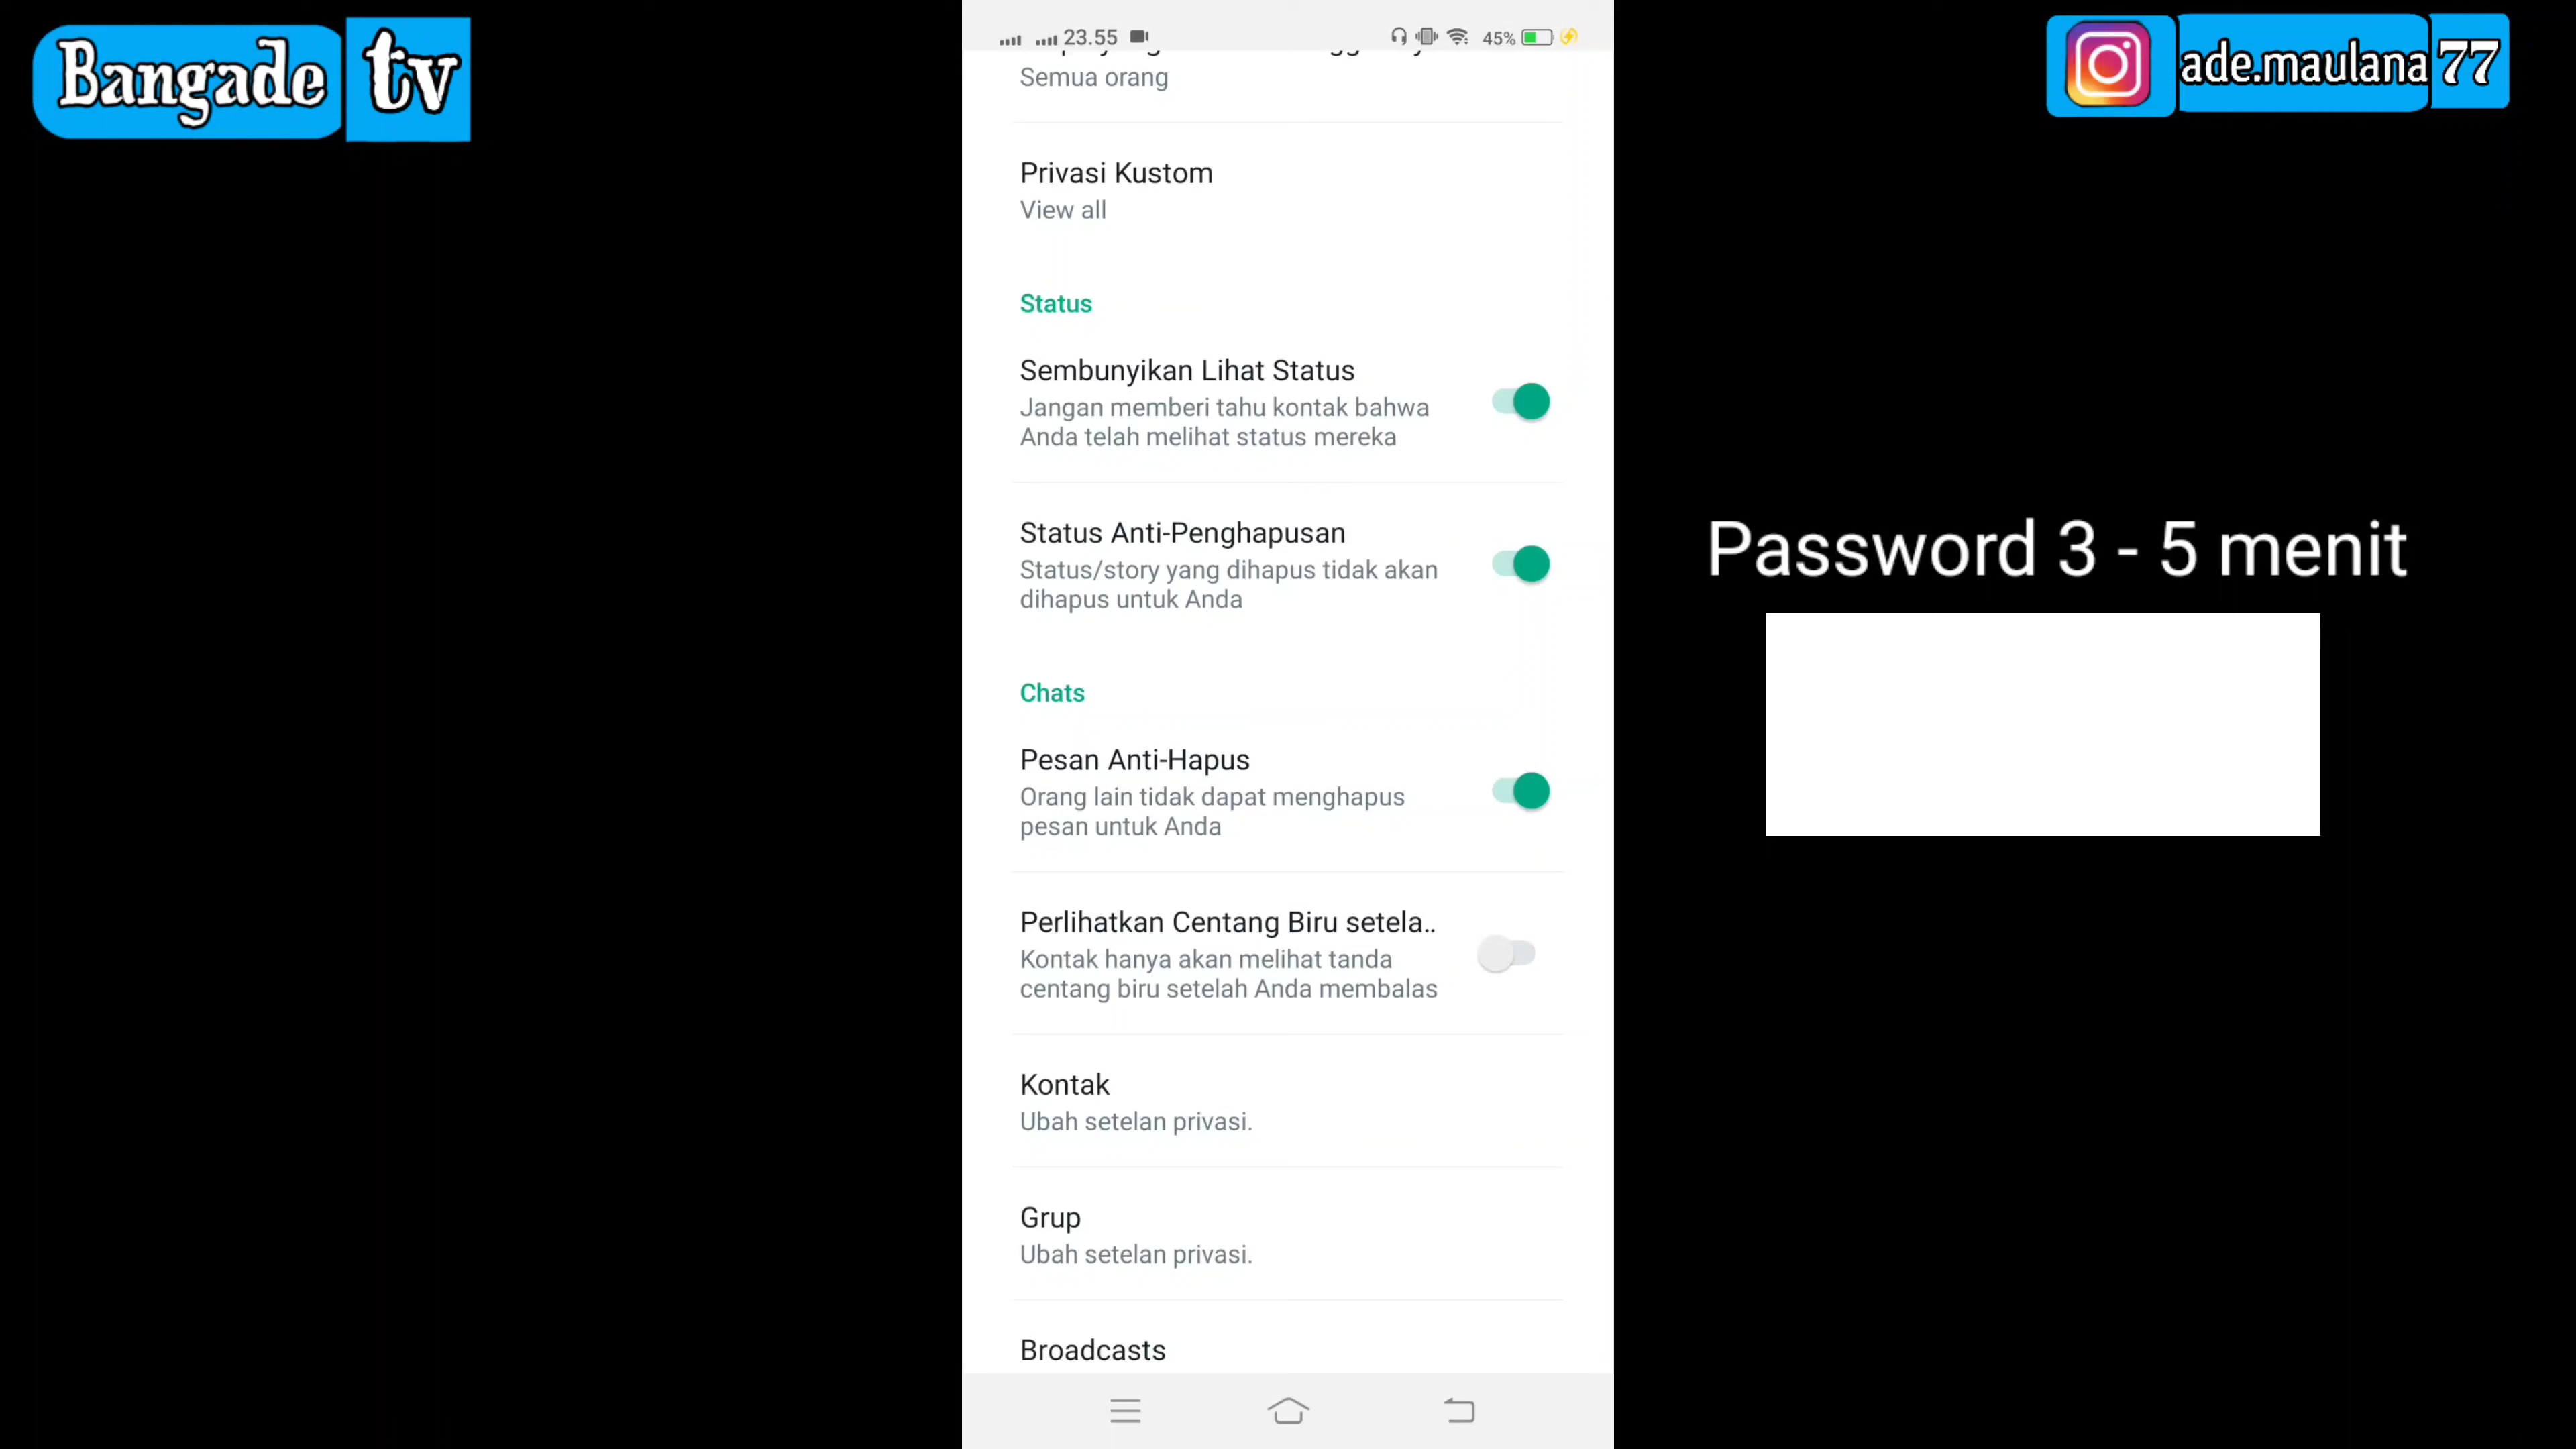 Bangade tv
ade.maulana 77
23.55
45%
Semua orang
Privasi Kustom
View all
Status
Sembunyikan Lihat Status
Jangan memberi tahu kontak bahwa
Anda telah melihat status mereka
Status Anti-Penghapusan
Status/story yang dihapus tidak akan
dihapus untuk Anda
Chats
Pesan Anti-Hapus
Orang lain tidak dapat menghapus
pesan untuk Anda
Perlihatkan Centang Biru setela..
Kontak hanya akan melihat tanda
centang biru setelah Anda membalas
Kontak
Ubah setelan privasi.
Grup
Ubah setelan privasi.
Broadcasts
Password 3 - 5 menit